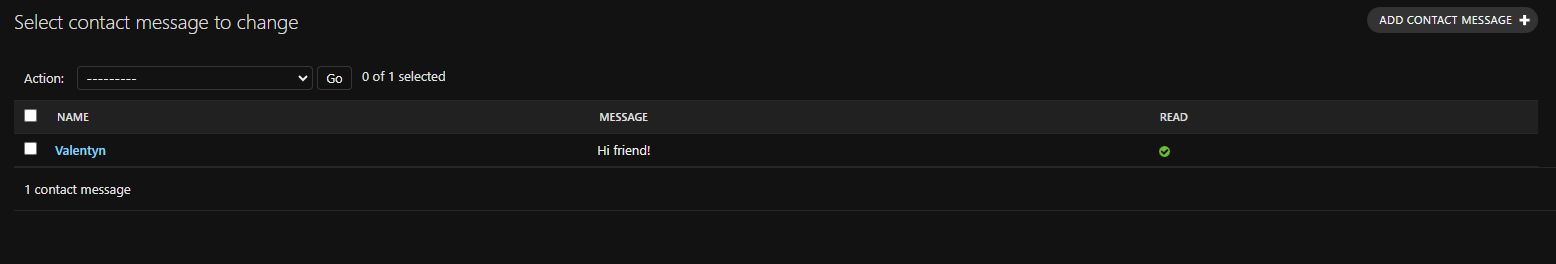 Select contact message to change
ADD CONTACT MESSAGE +
Action: --------- Go 0 of 1 selected
NAME MESSAGE READ
Valentyn Hi friend!
1 contact message